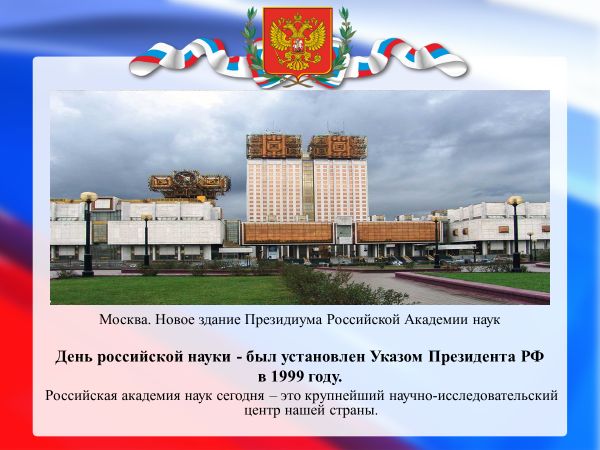 Москва. Новое здание Президиума Российской Академии наук
День российской науки - был установлен Указом Президента РФ
в 1999 году.
Российская академия наук сегодня – это крупнейший научно-исследовательский
центр нашей страны.